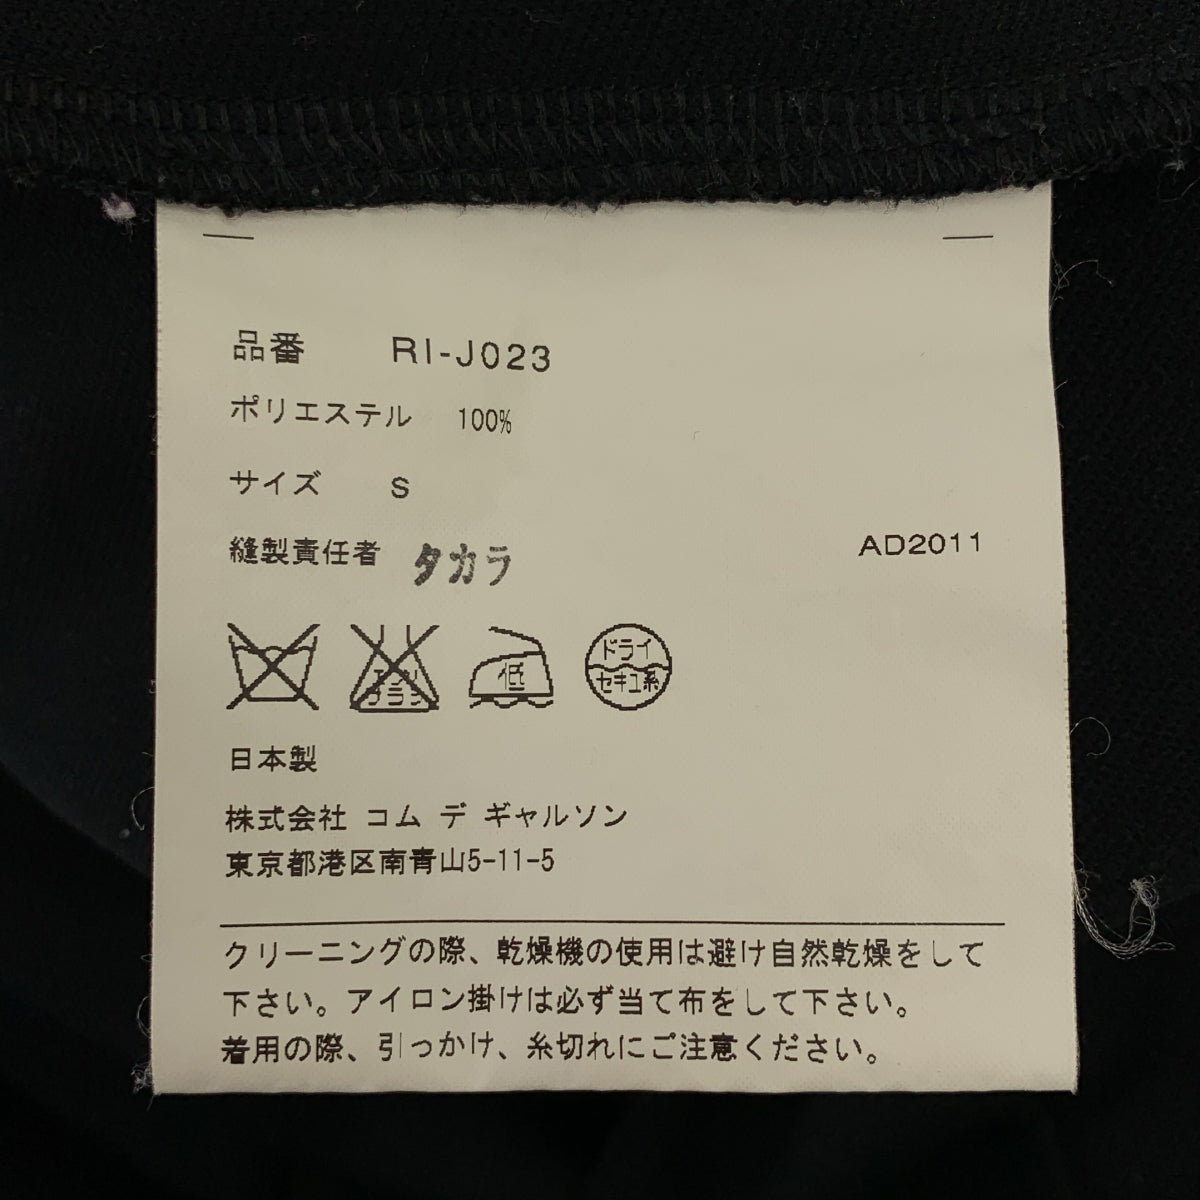 品番 RI-J023
ポリエステル 100%
サイズ S
縫製責任者 タカラ
AD2011
低
ドライ
セキユ系
日本製
株式会社 コム デ ギャルソン
東京都港区南青山5-11-5
クリーニングの際、乾燥機の使用は避け自然乾燥をして
下さい。アイロン掛けは必ず当て布をして下さい。
着用の際、引っかけ、糸切れにご注意ください。